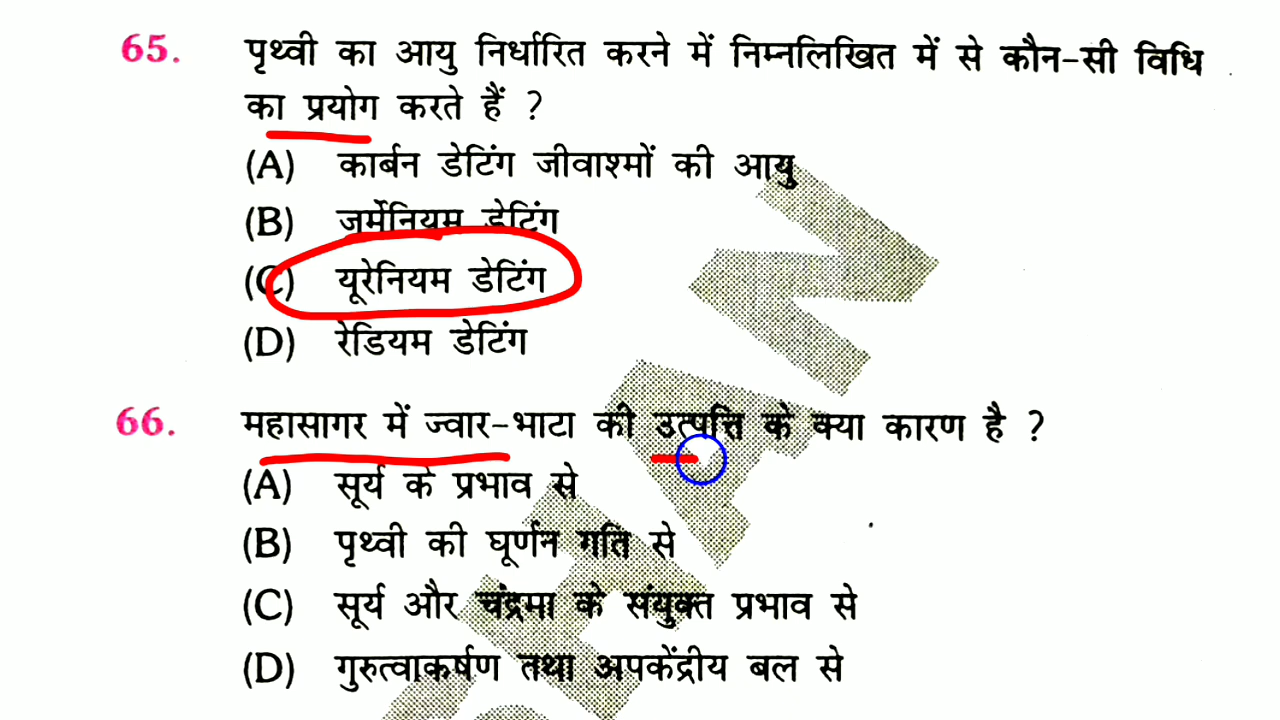 65. पृथ्वी का आयु निर्धारित करने में निम्नलिखित में से कौन-सी विधि
का प्रयोग करते हैं ?
(A) कार्बन डेटिंग जीवाश्मों की आयु
(B) जर्मेनियम डेटिंग
(C) यूरेनियम डेटिंग
(D) रेडियम डेटिंग
66. महासागर में ज्वार-भाटा की उत्पत्ति के क्या कारण है ?
(A) सूर्य के प्रभाव से
(B) पृथ्वी की घूर्णन गति से
(C) सूर्य और चंद्रमा के संयुक्त प्रभाव से
(D) गुरुत्वाकर्षण तथा अपकेंद्रीय बल से